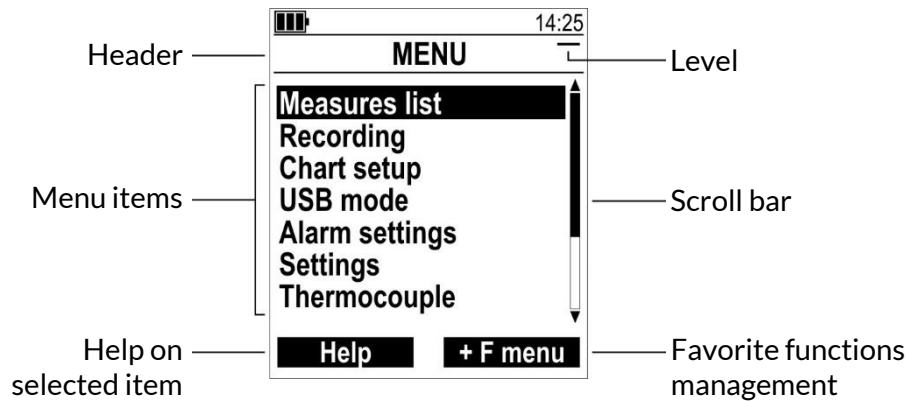 14:25
Header
MENU
Level
Measures list
Recording
Chart setup
Menu items
USB mode
Scroll bar
Alarm settings
Settings
Thermocouple
Help on
selected item
Help
+ F menu
Favorite functions
management